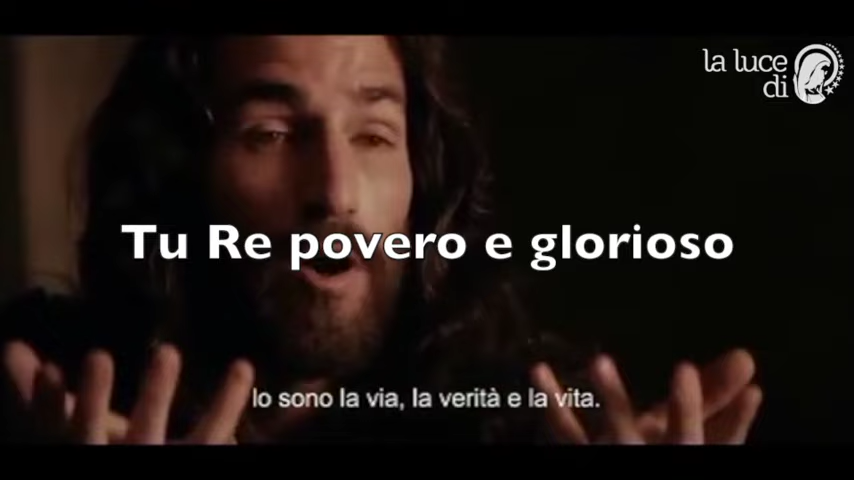 la luce
di
Tu Re povero e glorioso
Io sono la via, la verità e la vita.